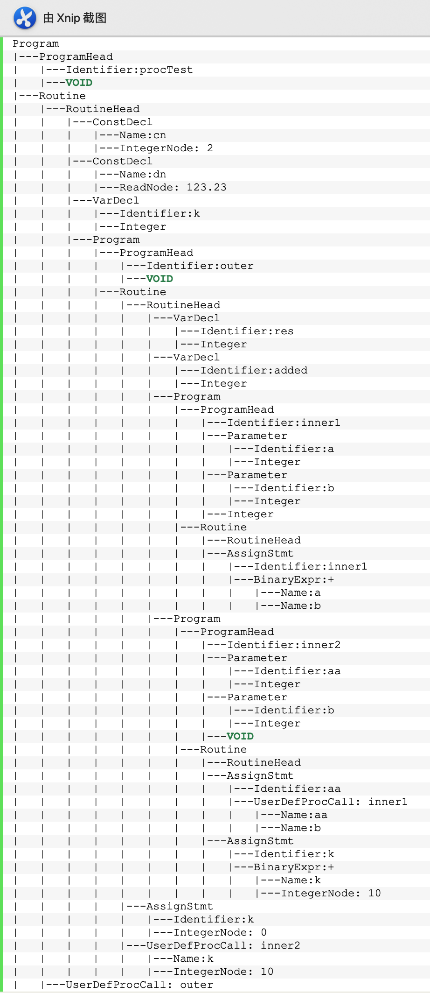 由 Xnip 截图
Program
|---ProgramHead
|   |---Identifier:procTest
|   |---VOID
|---Routine
|   |---RoutineHead
|   |   |---ConstDecl
|   |   |   |---Name:cn
|   |   |   |---IntegerNode: 2
|   |   |---ConstDecl
|   |   |   |---Name:dn
|   |   |   |---ReadNode: 123.23
|   |   |---VarDecl
|   |   |   |---Identifier:k
|   |   |   |---Integer
|   |   |---Program
|   |   |   |---ProgramHead
|   |   |   |   |---Identifier:outer
|   |   |   |   |---VOID
|   |   |   |---Routine
|   |   |   |   |---RoutineHead
|   |   |   |   |   |---VarDecl
|   |   |   |   |   |   |---Identifier:res
|   |   |   |   |   |   |---Integer
|   |   |   |   |   |---VarDecl
|   |   |   |   |   |   |---Identifier:added
|   |   |   |   |   |   |---Integer
|   |   |   |   |   |---Program
|   |   |   |   |   |   |---ProgramHead
|   |   |   |   |   |   |   |---Identifier:inner1
|   |   |   |   |   |   |   |---Parameter
|   |   |   |   |   |   |   |   |---Identifier:a
|   |   |   |   |   |   |   |   |---Integer
|   |   |   |   |   |   |   |---Parameter
|   |   |   |   |   |   |   |   |---Identifier:b
|   |   |   |   |   |   |   |   |---Integer
|   |   |   |   |   |   |   |---Integer
|   |   |   |   |   |   |---Routine
|   |   |   |   |   |   |   |---RoutineHead
|   |   |   |   |   |   |   |---AssignStmt
|   |   |   |   |   |   |   |   |---Identifier:inner1
|   |   |   |   |   |   |   |   |---BinaryExpr:+
|   |   |   |   |   |   |   |   |   |---Name:a
|   |   |   |   |   |   |   |   |   |---Name:b
|   |   |   |   |   |---Program
|   |   |   |   |   |   |---ProgramHead
|   |   |   |   |   |   |   |---Identifier:inner2
|   |   |   |   |   |   |   |---Parameter
|   |   |   |   |   |   |   |   |---Identifier:aa
|   |   |   |   |   |   |   |   |---Integer
|   |   |   |   |   |   |   |---Parameter
|   |   |   |   |   |   |   |   |---Identifier:b
|   |   |   |   |   |   |   |   |---Integer
|   |   |   |   |   |   |   |---VOID
|   |   |   |   |   |   |---Routine
|   |   |   |   |   |   |   |---RoutineHead
|   |   |   |   |   |   |   |---AssignStmt
|   |   |   |   |   |   |   |   |---Identifier:aa
|   |   |   |   |   |   |   |   |---UserDefProcCall: inner1
|   |   |   |   |   |   |   |   |   |---Name:aa
|   |   |   |   |   |   |   |   |   |---Name:b
|   |   |   |   |   |   |   |---AssignStmt
|   |   |   |   |   |   |   |   |---Identifier:k
|   |   |   |   |   |   |   |   |---BinaryExpr:+
|   |   |   |   |   |   |   |   |   |---Name:k
|   |   |   |   |   |   |   |   |   |---IntegerNode: 10
|   |   |   |   |---AssignStmt
|   |   |   |   |   |---Identifier:k
|   |   |   |   |   |---IntegerNode: 0
|   |   |   |   |---UserDefProcCall: inner2
|   |   |   |   |   |---Name:k
|   |   |   |   |   |---IntegerNode: 10
|   |---UserDefProcCall: outer